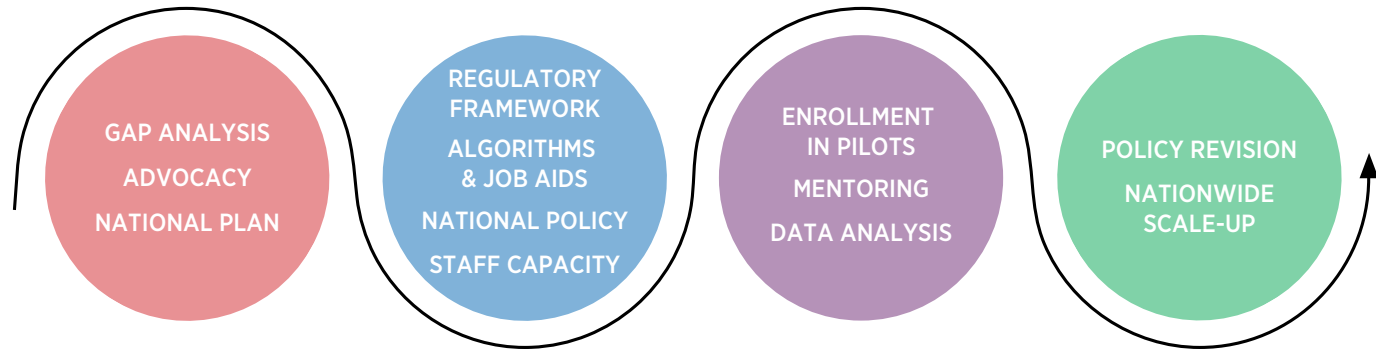 GAP ANALYSIS
ADVOCACY
NATIONAL PLAN
REGULATORY
FRAMEWORK
ALGORITHMS
& JOB AIDS
NATIONAL POLICY
STAFF CAPACITY
ENROLLMENT
IN PILOTS
MENTORING
DATA ANALYSIS
POLICY REVISION
NATIONWIDE
SCALE-UP